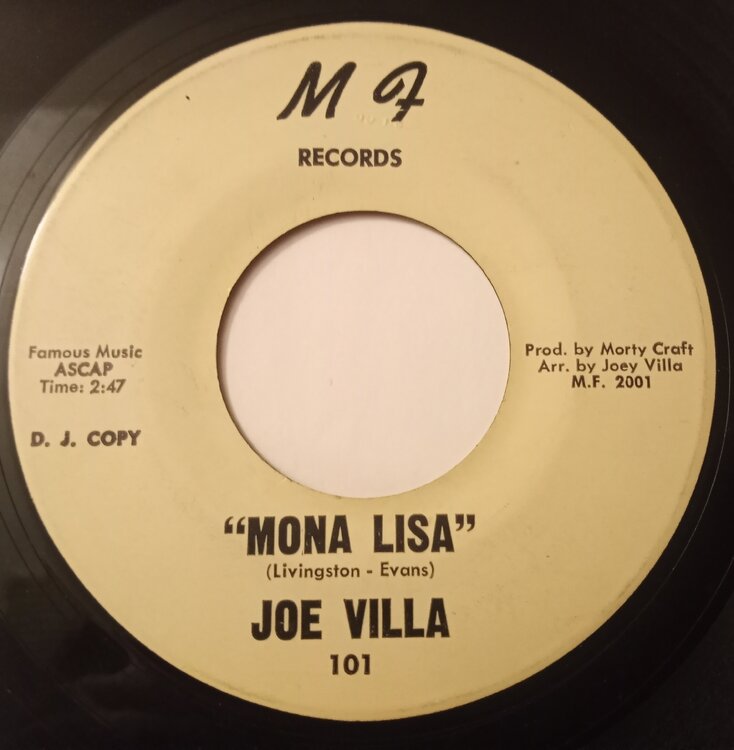 M F
RECORDS
Famous Music
ASCAP
Time: 2:47
D. J. COPY
Prod. by Morty Craft
Arr. by Joey Villa
M.F. 2001
"MONA LISA"
(Livingston - Evans)
JOE VILLA
101